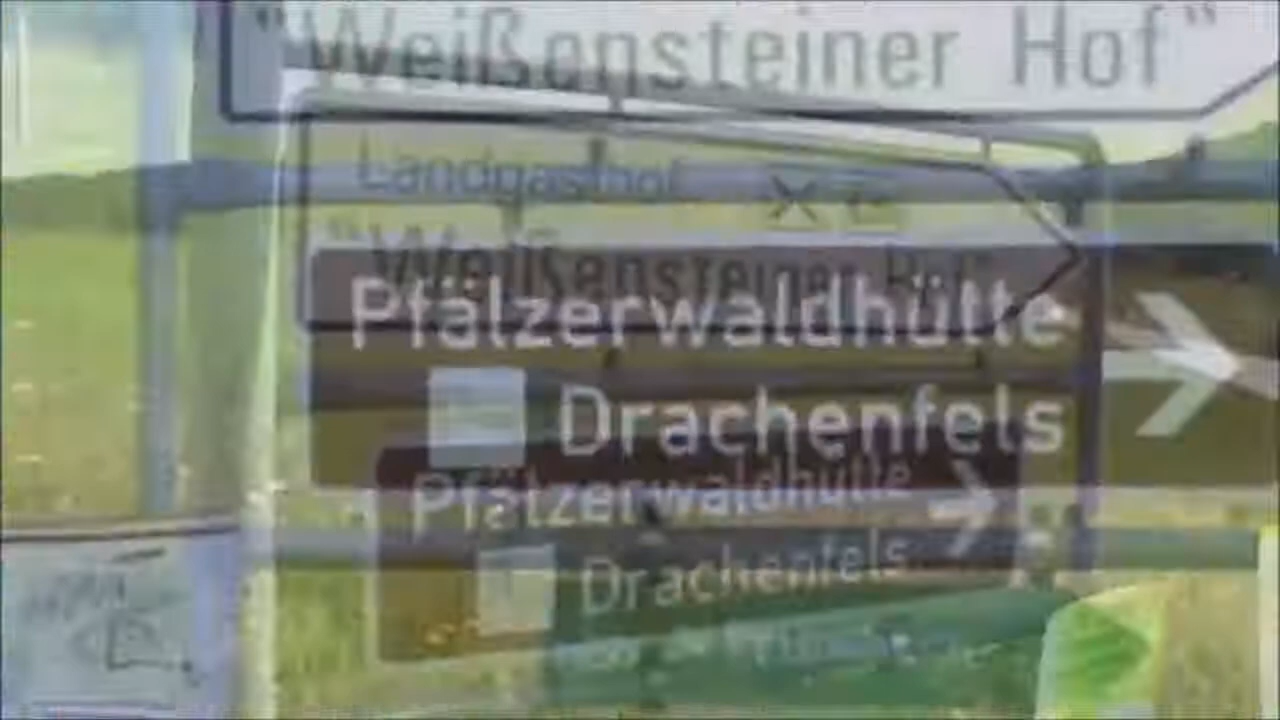 "Weißensteiner Hof"
Landgasthof
"Weißensteiner Hof"
Pfälzerwaldhütte
Drachenfels
Pfälzerwaldhütte
Drachenfels